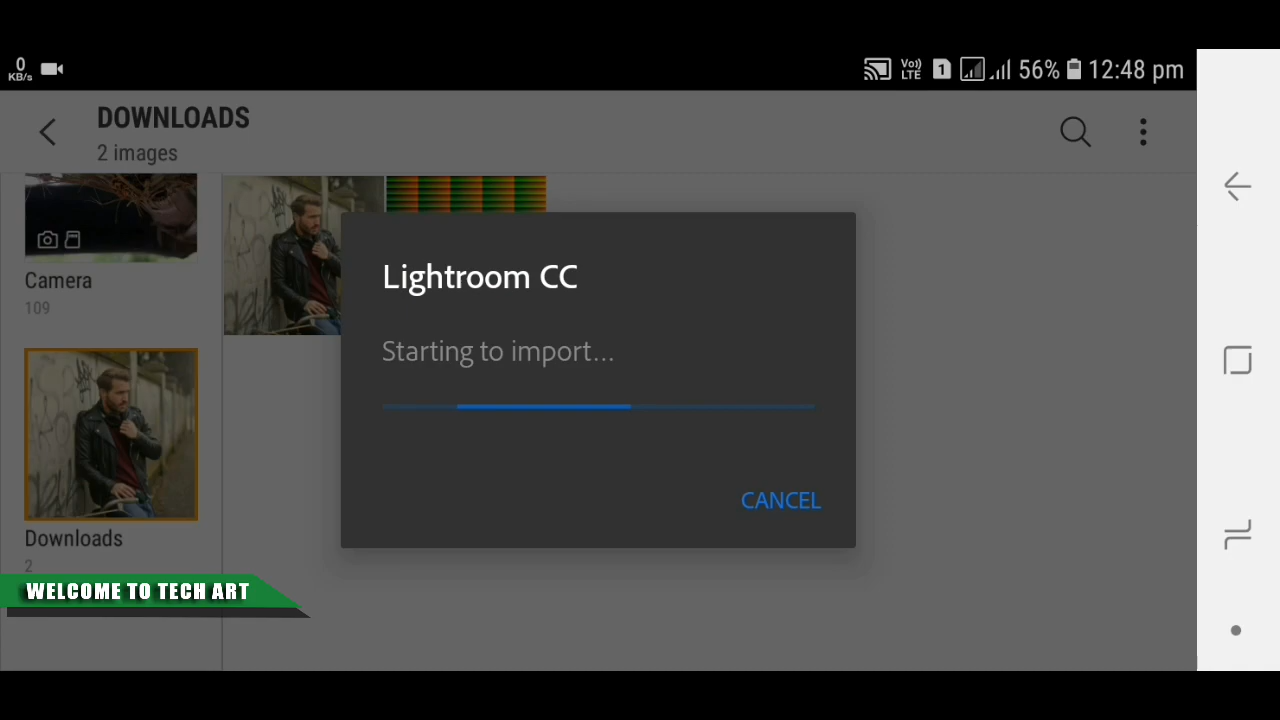 0
KB/s
Vo))
LTE
1
56%
12:48 pm
DOWNLOADS
2 images
Camera
109
Lightroom CC
Starting to import...
CANCEL
Downloads
2
WELCOME TO TECH ART